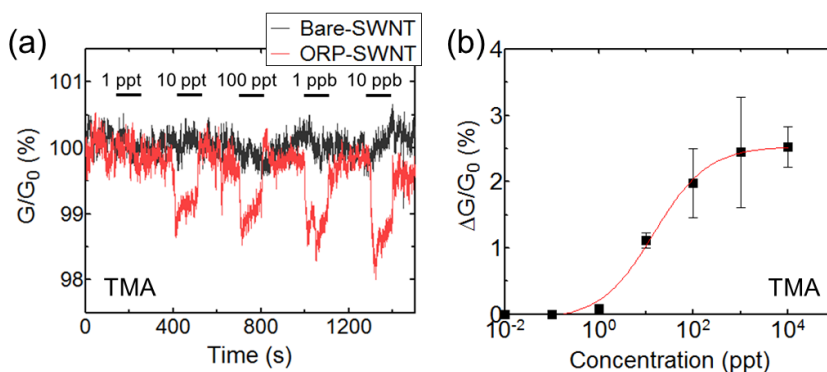 (a)
Bare-SWNT
ORP-SWNT
101
100
99
98
G/G₀ (%)
1 ppt 10 ppt 100 ppt 1 ppb 10 ppb
TMA
0 400 800 1200
Time (s)
(b)
4
3
2
1
0
ΔG/G₀ (%)
TMA
10⁻² 10⁰ 10² 10⁴
Concentration (ppt)